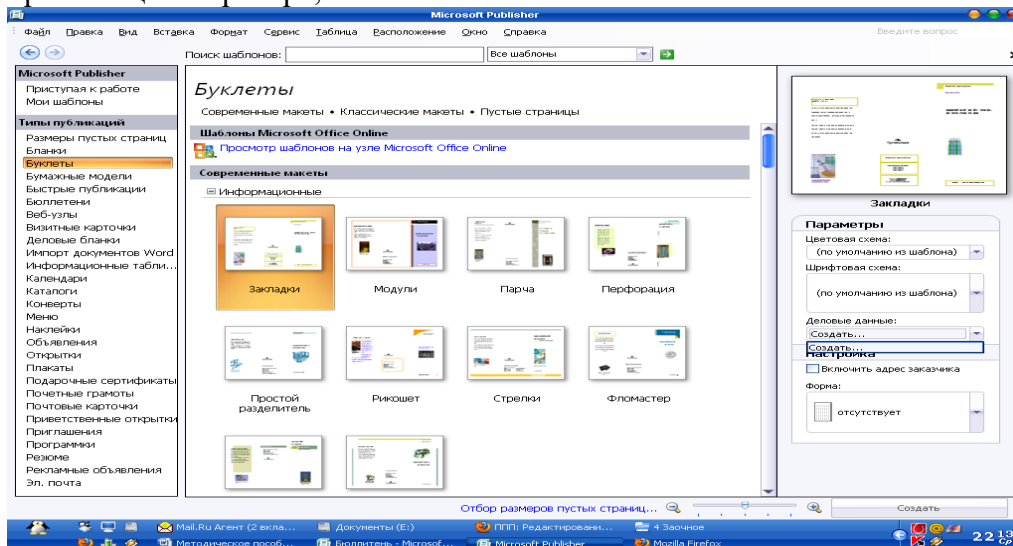 Microsoft Publisher
Файл Правка Вид Вставка Формат Сервис Таблица Расположение Окно Справка
Введите вопрос
Поиск шаблонов:
Все шаблоны
Microsoft Publisher
Приступая к работе
Мои шаблоны
Типы публикаций
Размеры пустых страниц
Бланки
Буклеты
Бумажные модели
Быстрые публикации
Бюллетени
Веб-узлы
Визитные карточки
Деловые бланки
Импорт документов Word
Информационные табли...
Календари
Каталоги
Конверты
Меню
Наклейки
Объявления
Открытки
Плакаты
Подарочные сертификаты
Почетные грамоты
Почтовые карточки
Приветственные открытки
Приглашения
Программки
Резюме
Рекламные объявления
Эл. почта
Буклеты
Современные макеты • Классические макеты • Пустые страницы
Шаблоны Microsoft Office Online
Просмотр шаблонов на узле Microsoft Office Online
Современные макеты
Информационные
Закладки
Модули
Парча
Перфорация
Простой
разделитель
Рикошет
Стрелки
Фломастер
Закладки
Параметры
Цветовая схема:
(по умолчанию из шаблона)
Шрифтовая схема:
(по умолчанию из шаблона)
Деловые данные:
Создать...
Создать...
Настройка
Включить адрес заказчика
Форма:
отсутствует
Отбор размеров пустых страниц...
Создать
Mail.Ru Агент (2 вкла...
Документы (E:)
ППП: Редактировани...
4 Заочное
Методическое пособ...
Бюллитень - Microsof...
Microsoft Publisher
Mozilla Firefox
22 13
Ср